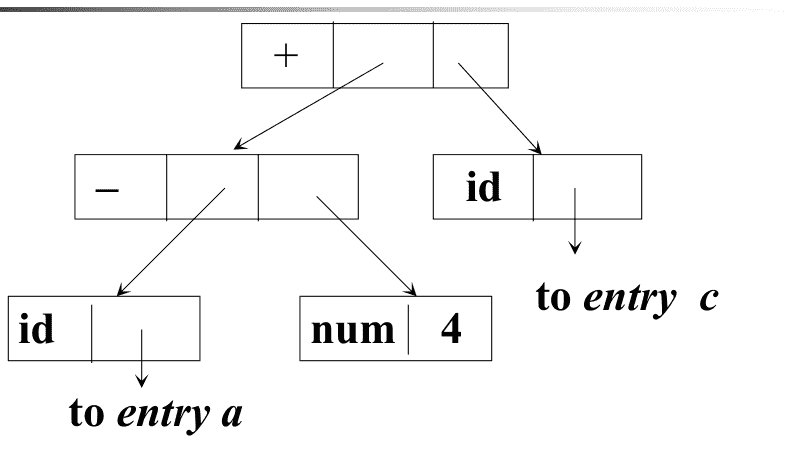 +
– id
to entry c
id num 4
to entry a